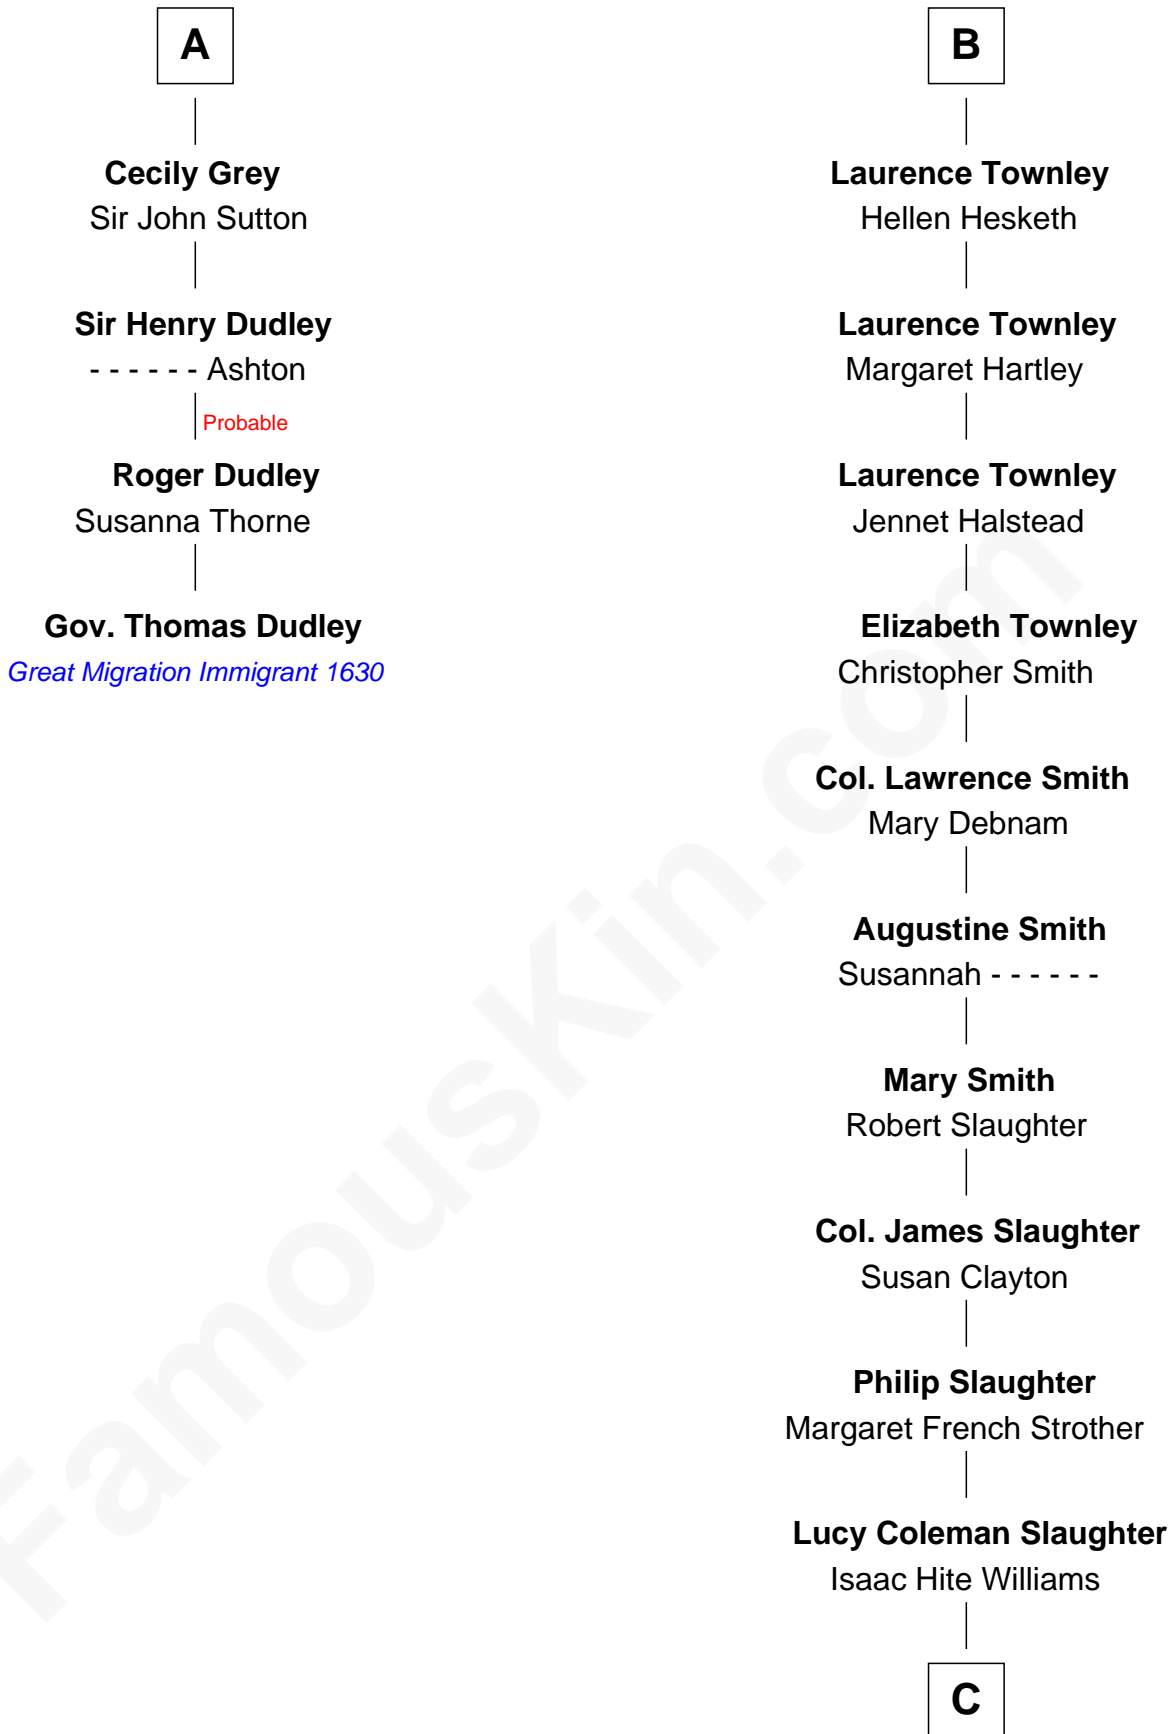 A
Cecily Grey
Sir John Sutton
Sir Henry Dudley
- - - - - - Ashton
Probable
Roger Dudley
Susanna Thorne
Gov. Thomas Dudley
Great Migration Immigrant 1630
B
Laurence Townley
Hellen Hesketh
Laurence Townley
Margaret Hartley
Laurence Townley
Jennet Halstead
Elizabeth Townley
Christopher Smith
Col. Lawrence Smith
Mary Debnam
Augustine Smith
Susannah - - - - - -
Mary Smith
Robert Slaughter
Col. James Slaughter
Susan Clayton
Philip Slaughter
Margaret French Strother
Lucy Coleman Slaughter
Isaac Hite Williams
C
FamousKin.com